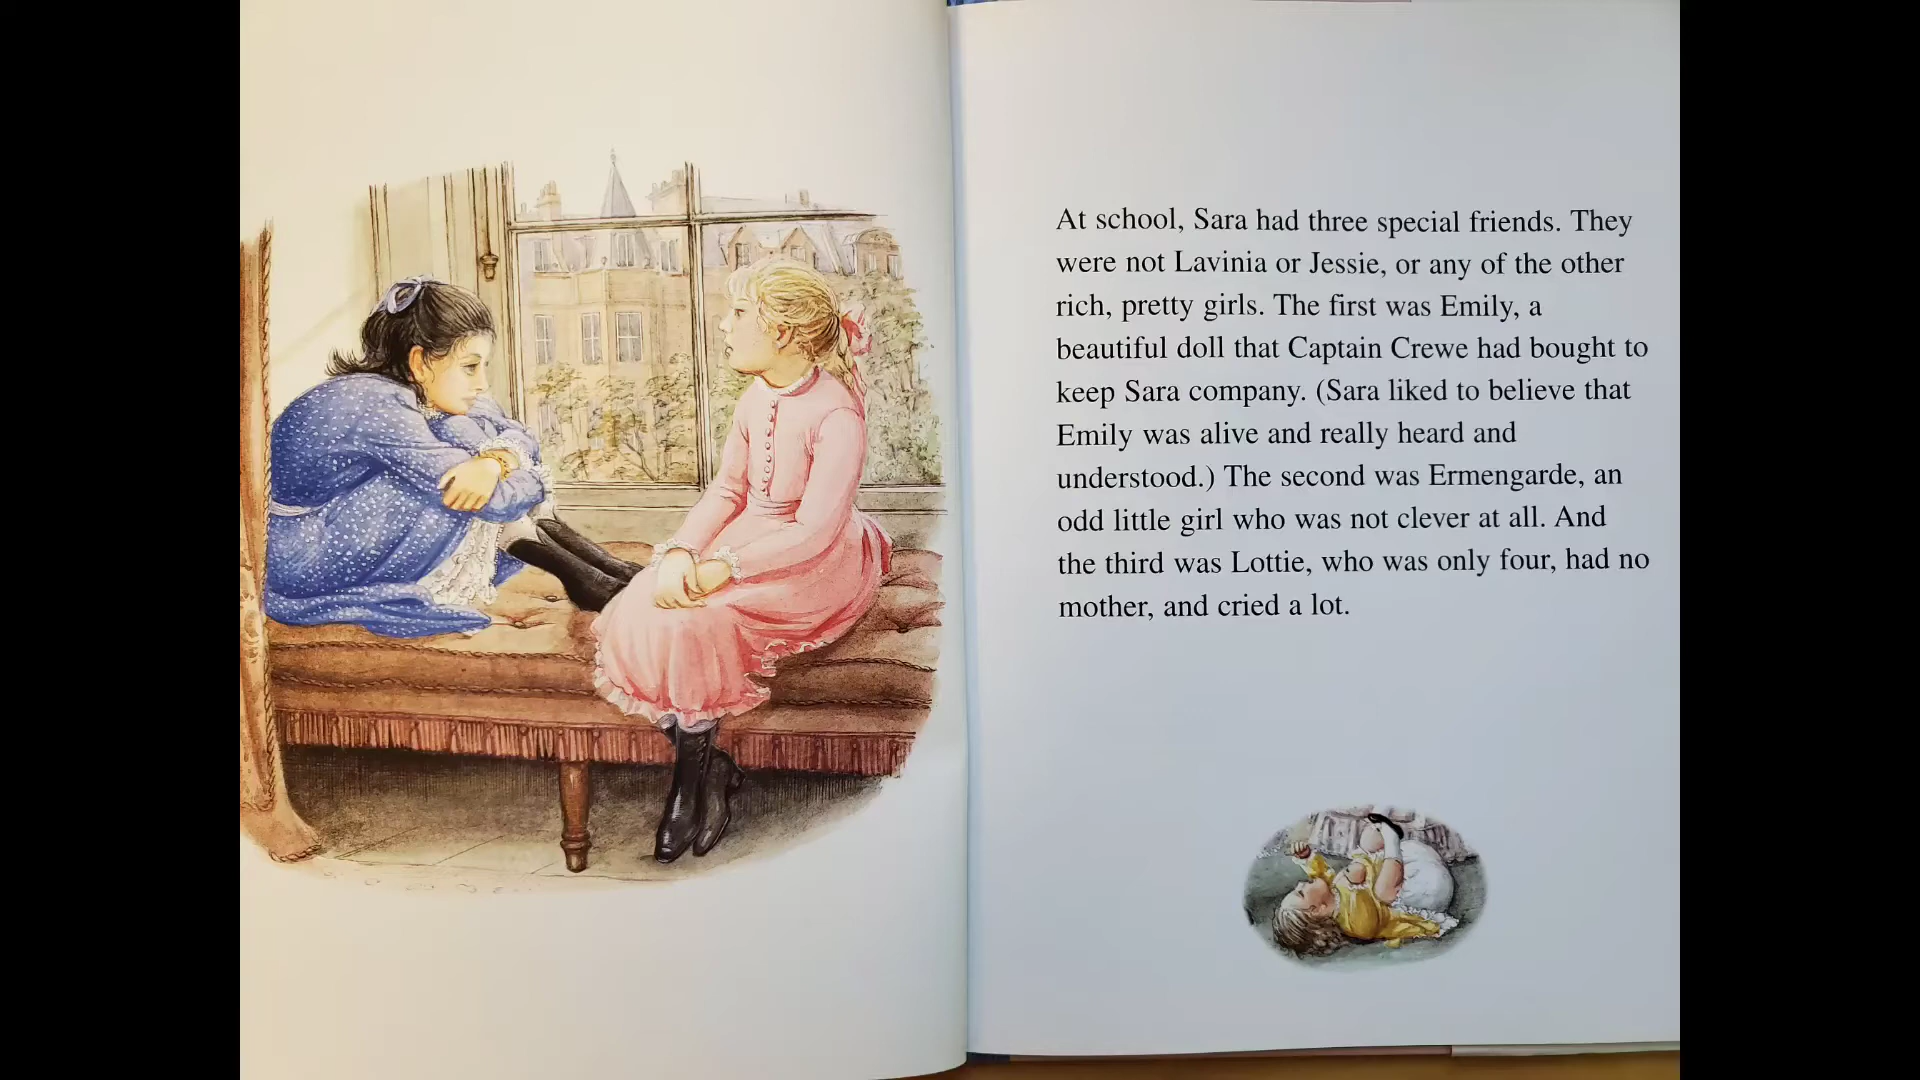 At school, Sara had three special friends. They
were not Lavinia or Jessie, or any of the other
rich, pretty girls. The first was Emily, a
beautiful doll that Captain Crewe had bought to
keep Sara company. (Sara liked to believe that
Emily was alive and really heard and
understood.) The second was Ermengarde, an
odd little girl who was not clever at all. And
the third was Lottie, who was only four, had no
mother, and cried a lot.